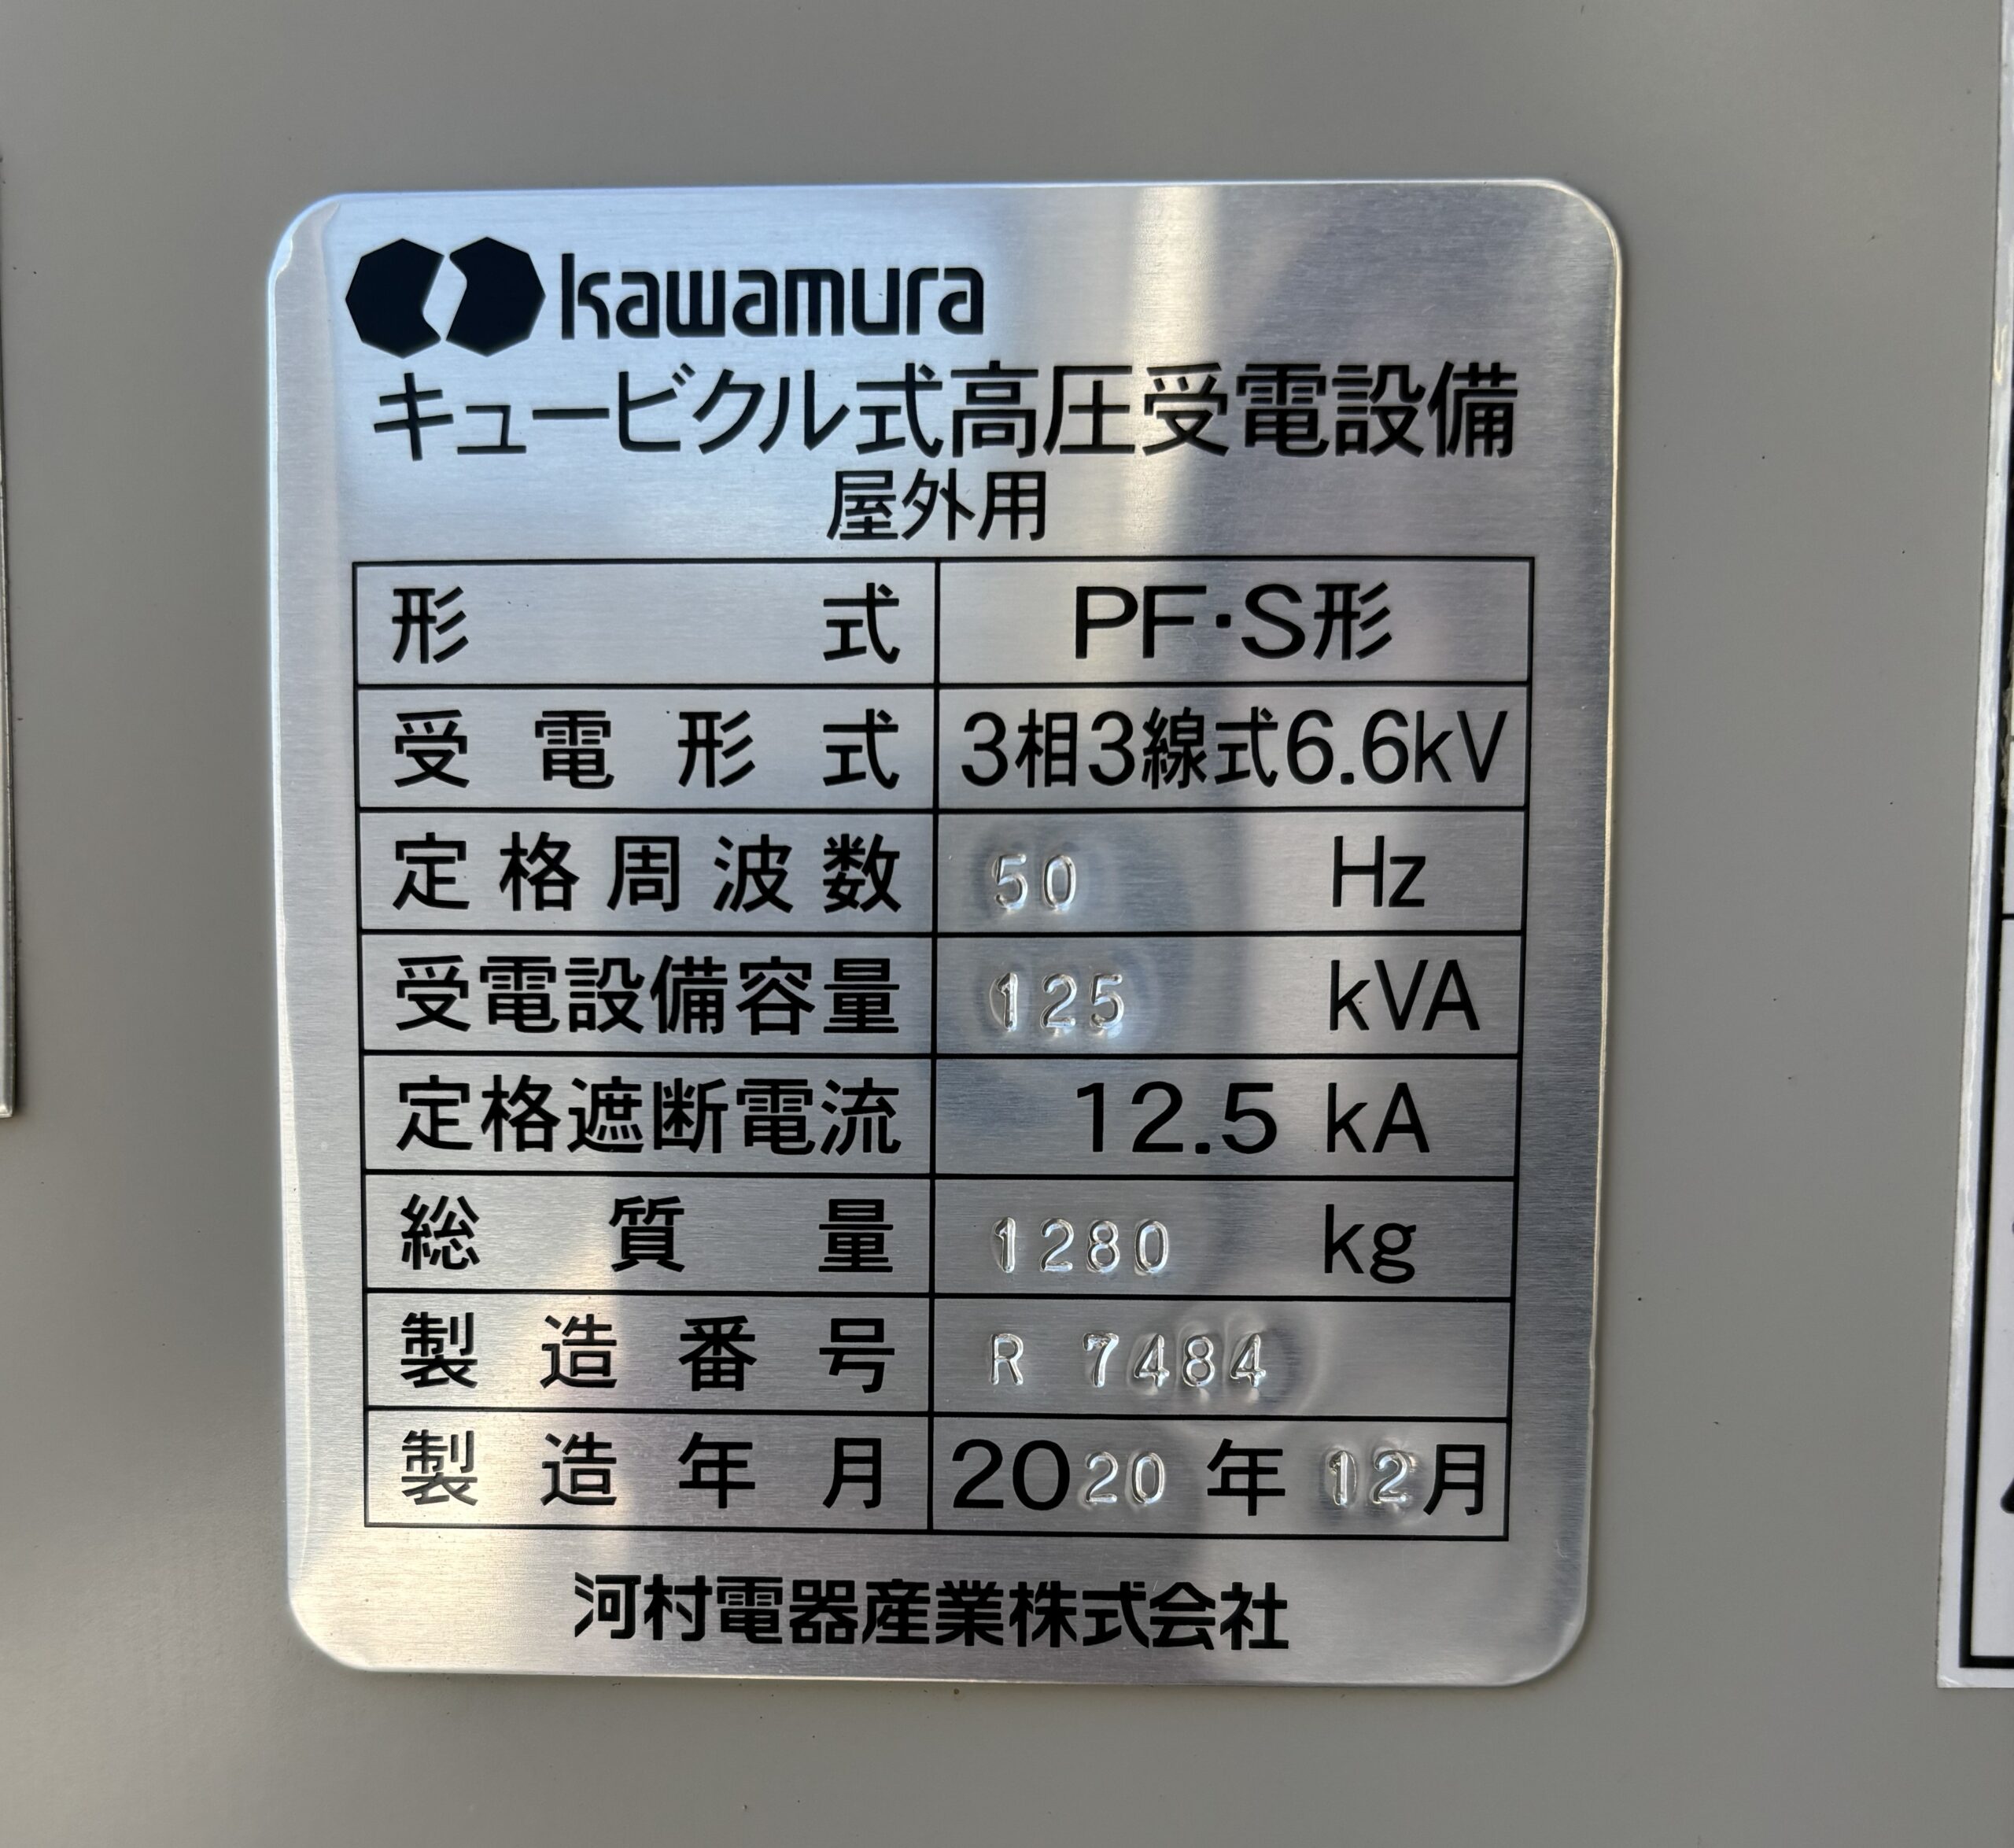 kawamura
キュービクル式高圧受電設備
屋外用
形式 PF·S形
受電形式 3相3線式6.6kV
定格周波数 50 Hz
受電設備容量 125 kVA
定格遮断電流 12.5 kA
総質量 1280 kg
製造番号 R 7484
製造年月 2020年12月
河村電器産業株式会社